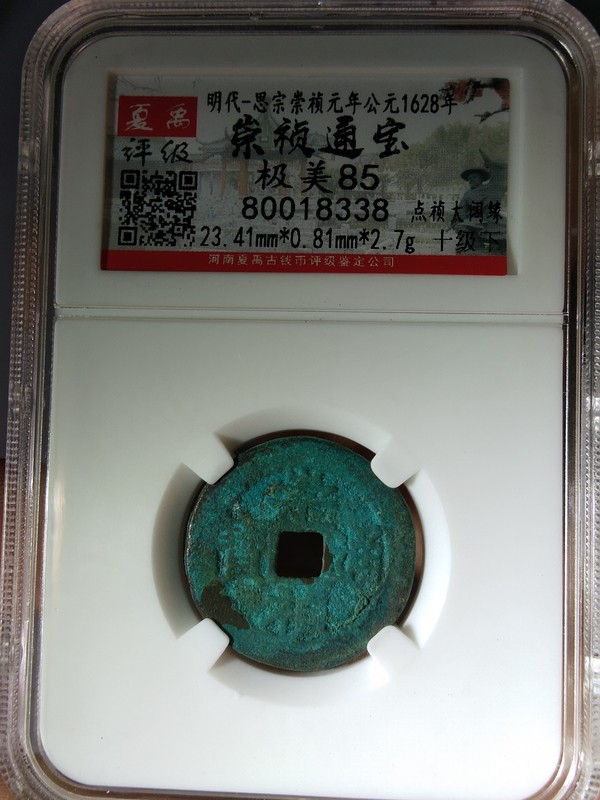 夏禹
评级
明代-思宗崇祯元年公元1628年
崇祯通宝
极美85
80018338 点祯大阔缘
23.41mm*0.81mm*2.7g 十级下
河南夏禹古钱币评级鉴定公司